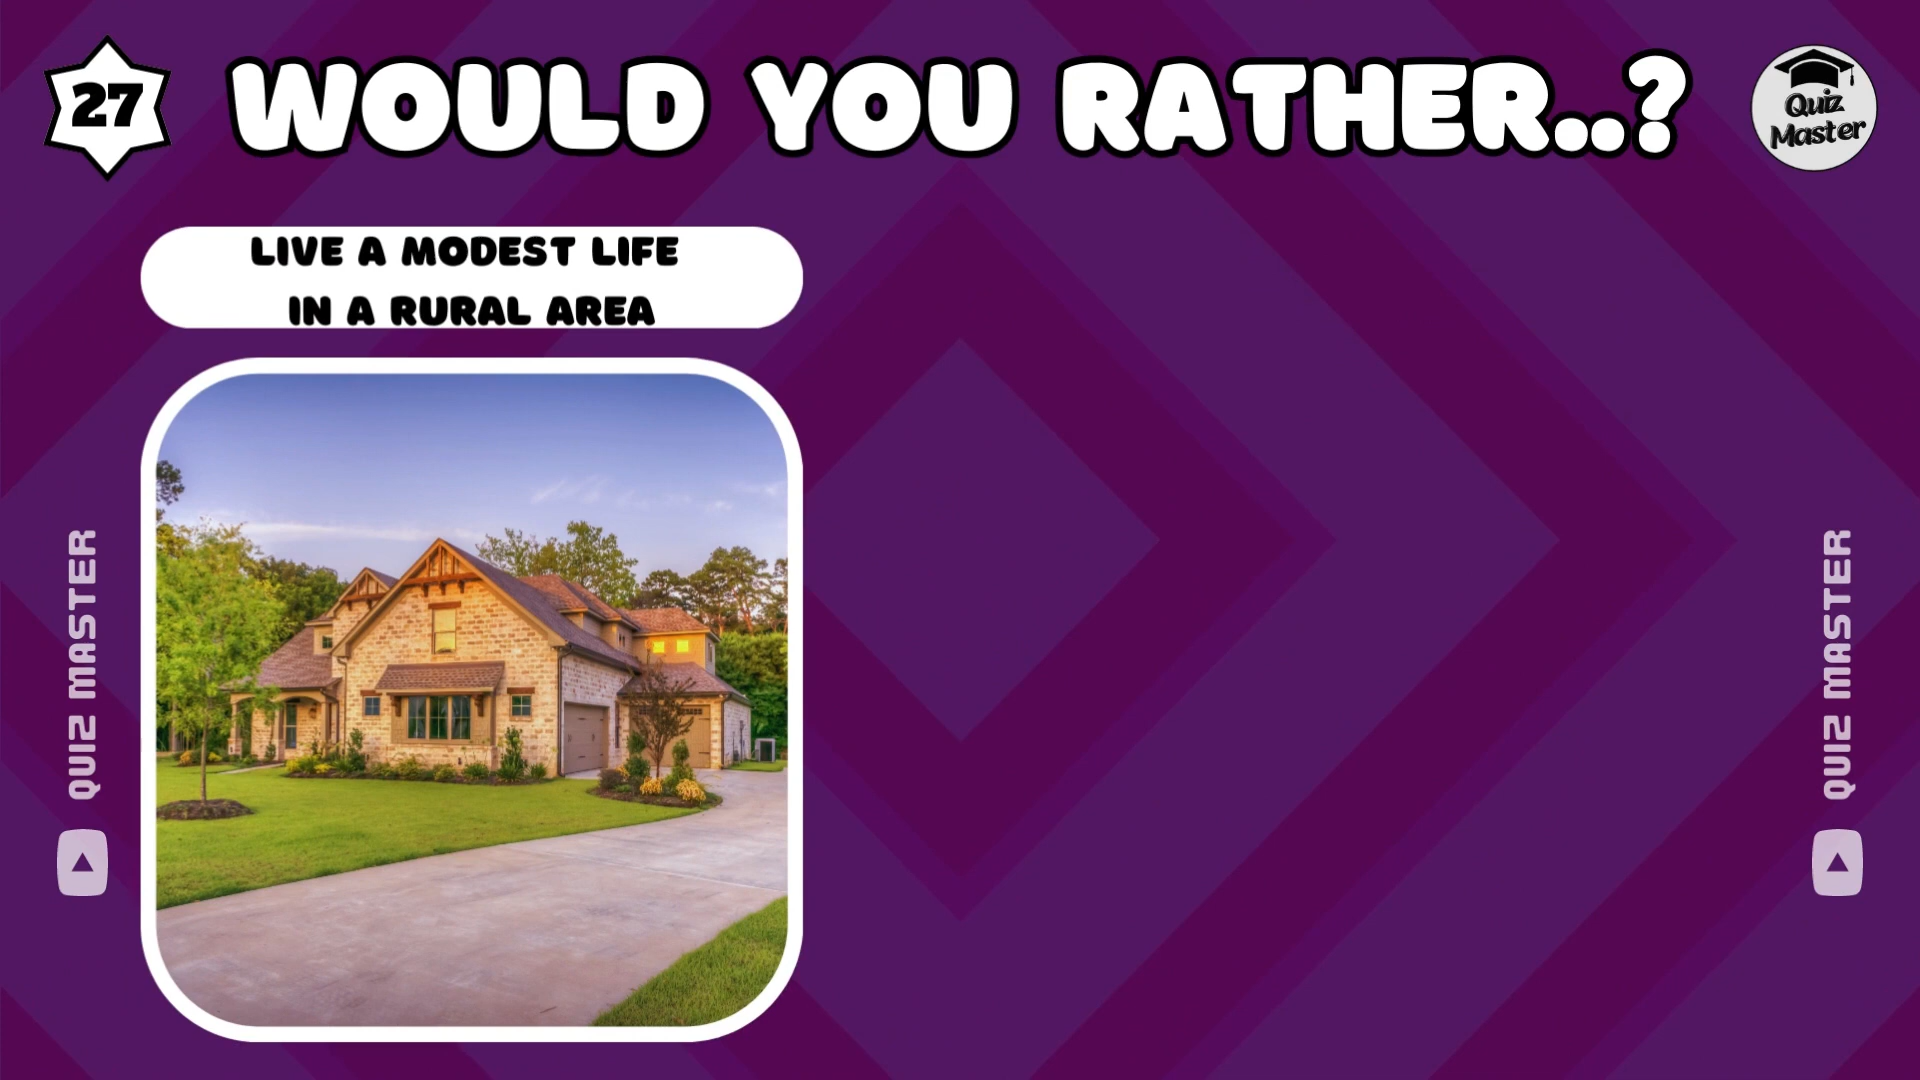 27
WOULD YOU RATHER..?
Quiz
Master
LIVE A MODEST LIFE
IN A RURAL AREA
QUIZ MASTER
QUIZ MASTER